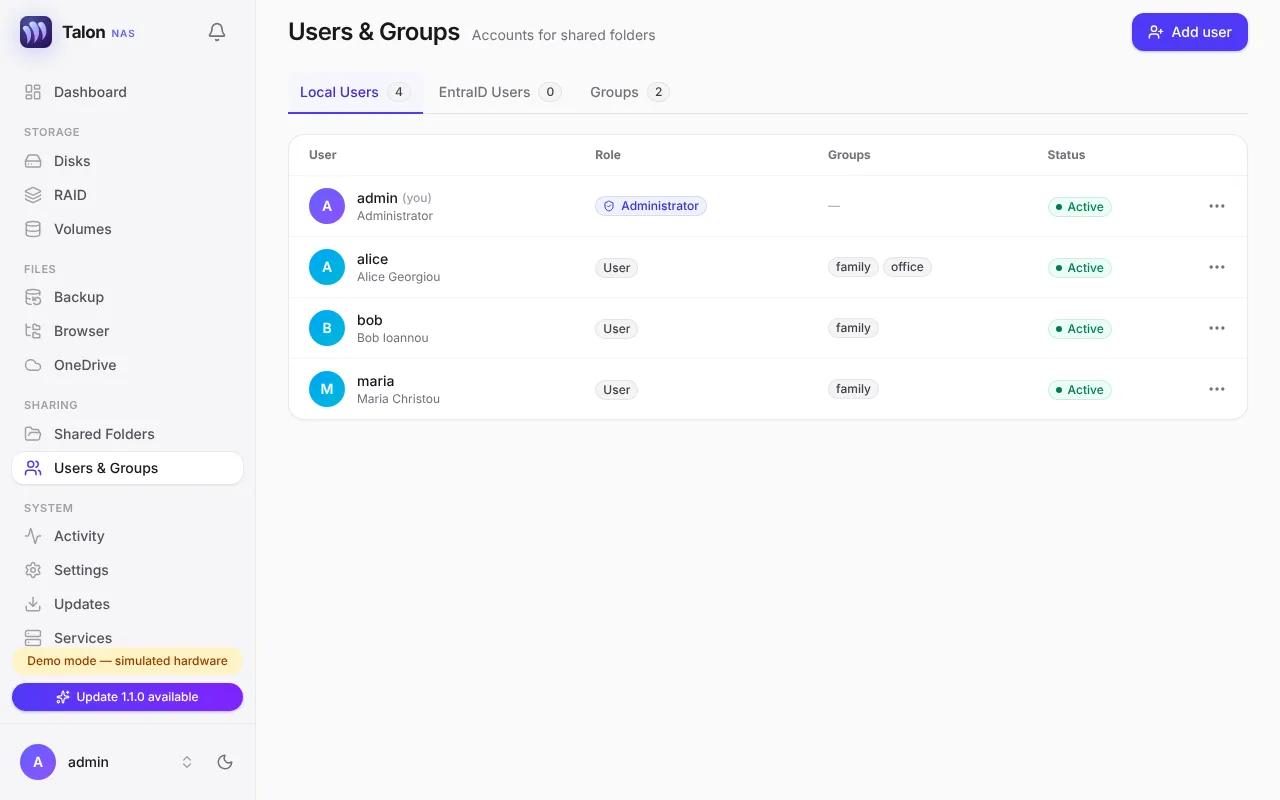 Talon NAS
Dashboard
STORAGE
Disks
RAID
Volumes
FILES
Backup
Browser
OneDrive
SHARING
Shared Folders
Users & Groups
SYSTEM
Activity
Settings
Updates
Services
Demo mode — simulated hardware
Update 1.1.0 available
A admin
Users & Groups Accounts for shared folders
Add user
Local Users 4 EntraID Users 0 Groups 2
User Role Groups Status
A admin (you) Administrator — Active
Administrator
A alice User family office Active
Alice Georgiou
B bob User family Active
Bob Ioannou
M maria User family Active
Maria Christou